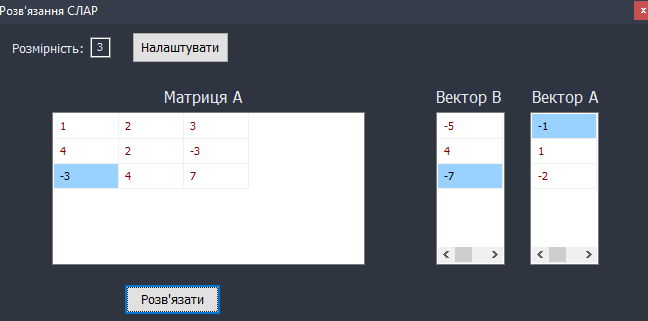 Розв'язання СЛАР
Розмірність: 3 Налаштувати
Матриця А Вектор В Вектор А
1 2 3 -5 -1
4 2 -3 4 1
-3 4 7 -7 -2
Розв'язати